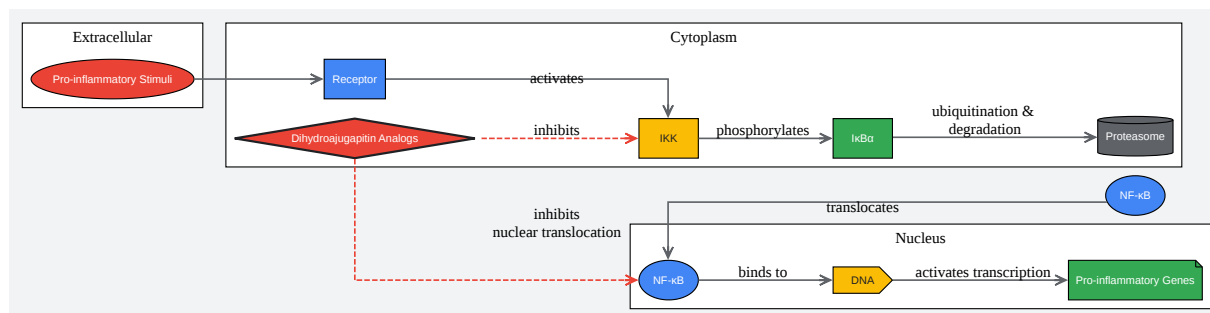 Extracellular
Cytoplasm
Pro-inflammatory Stimuli
Receptor
activates
Dihydroajugapitin Analogs
inhibits
IKK
phosphorylates
IκBα
ubiquitination &
degradation
Proteasome
NF-κB
translocates
inhibits
nuclear translocation
Nucleus
NF-κB
binds to
DNA
activates transcription
Pro-inflammatory Genes